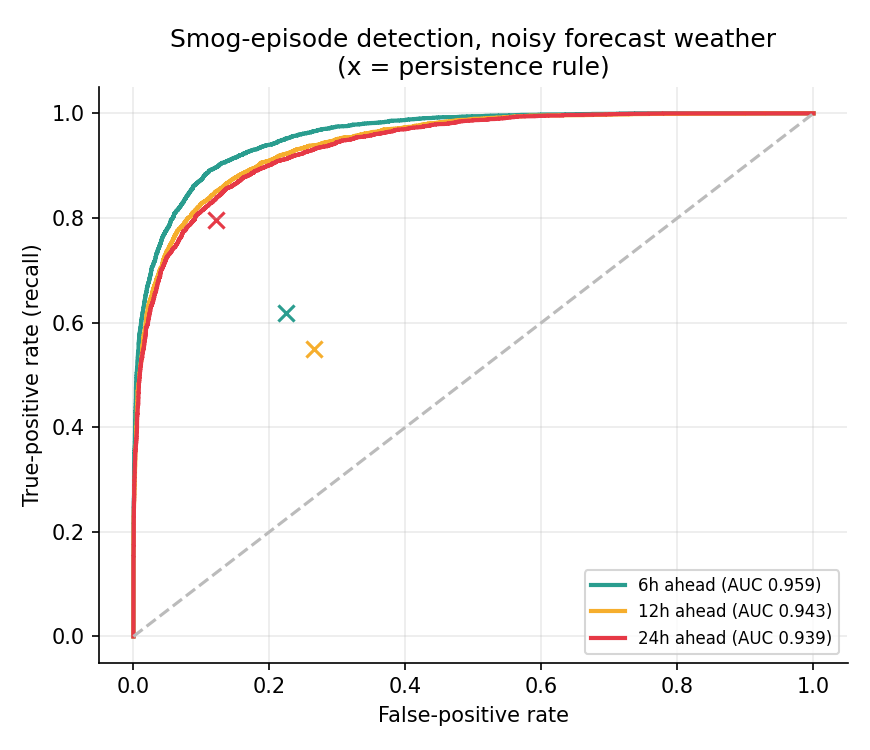 Smog-episode detection, noisy forecast weather
(x = persistence rule)
True-positive rate (recall)
1.0
0.8
0.6
0.4
0.2
0.0
6h ahead (AUC 0.959)
12h ahead (AUC 0.943)
24h ahead (AUC 0.939)
0.0 0.2 0.4 0.6 0.8 1.0
False-positive rate